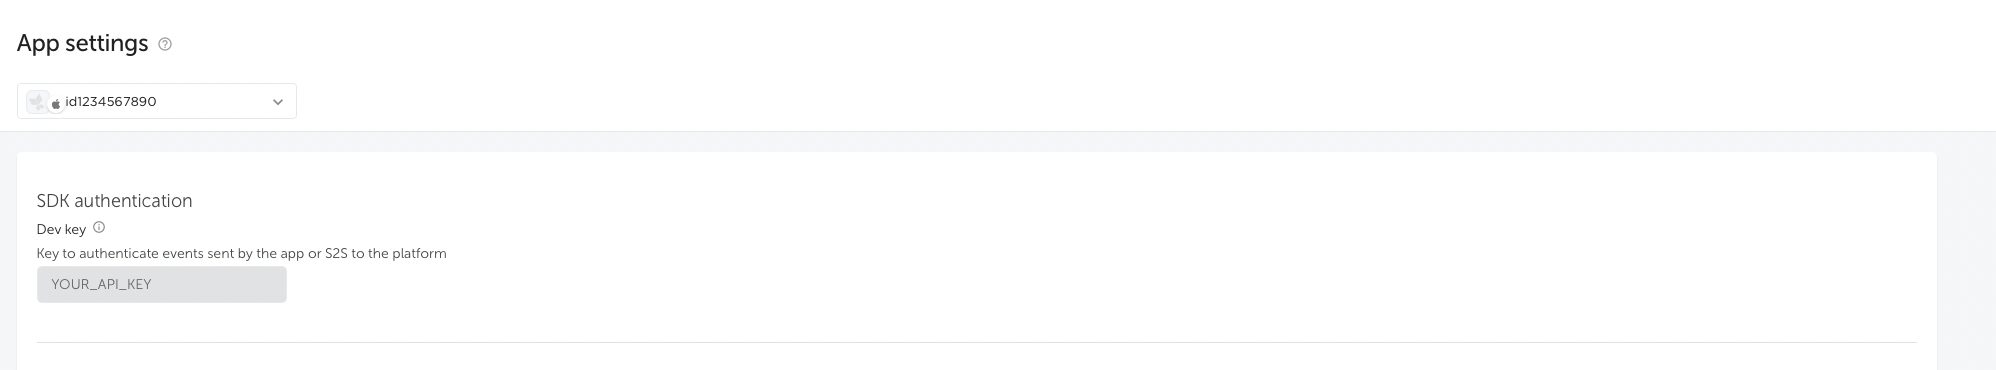 App settings
id1234567890
SDK authentication
Dev key
Key to authenticate events sent by the app or S2S to the platform
YOUR_API_KEY